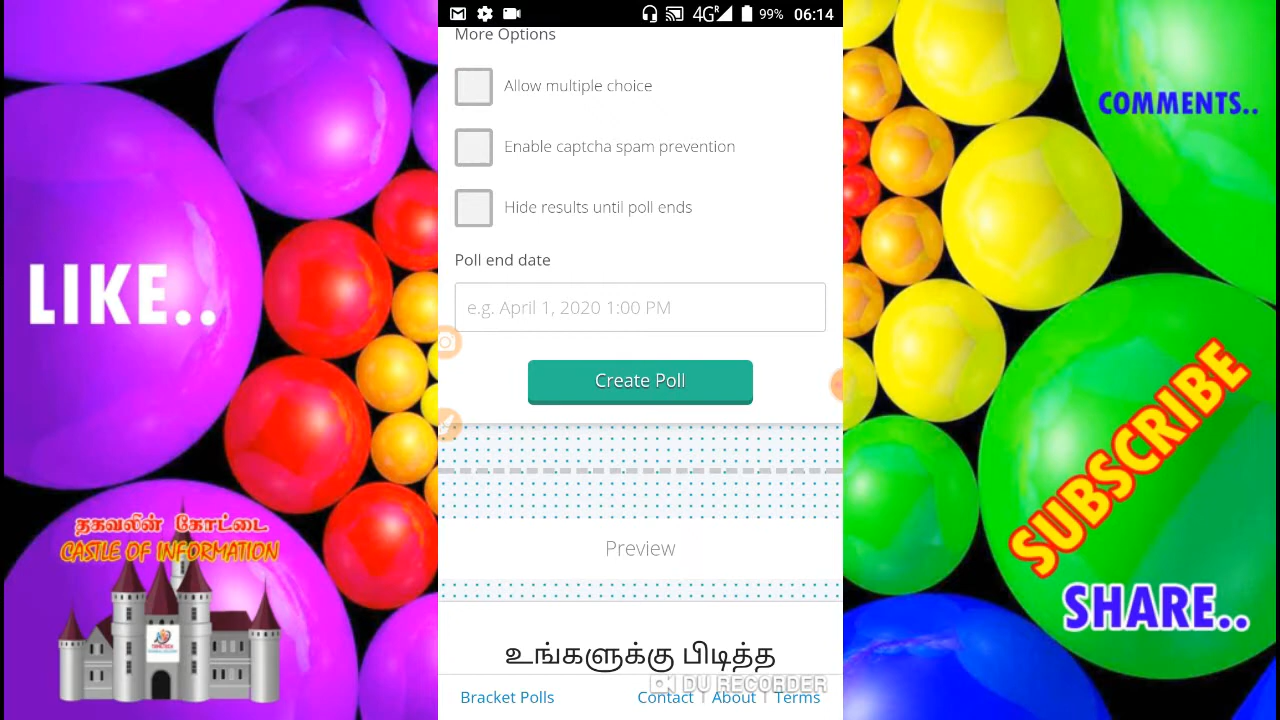 4G R 99% 06:14
More Options
Allow multiple choice
Enable captcha spam prevention
Hide results until poll ends
Poll end date
e.g. April 1, 2020 1:00 PM
Create Poll
Preview
உங்களுக்கு பிடித்த
DU RECORDER
Bracket Polls Contact About Terms
LIKE..
தகவலின் கோட்டை
CASTLE OF INFORMATION
COMMENTS..
SUBSCRIBE
SHARE..